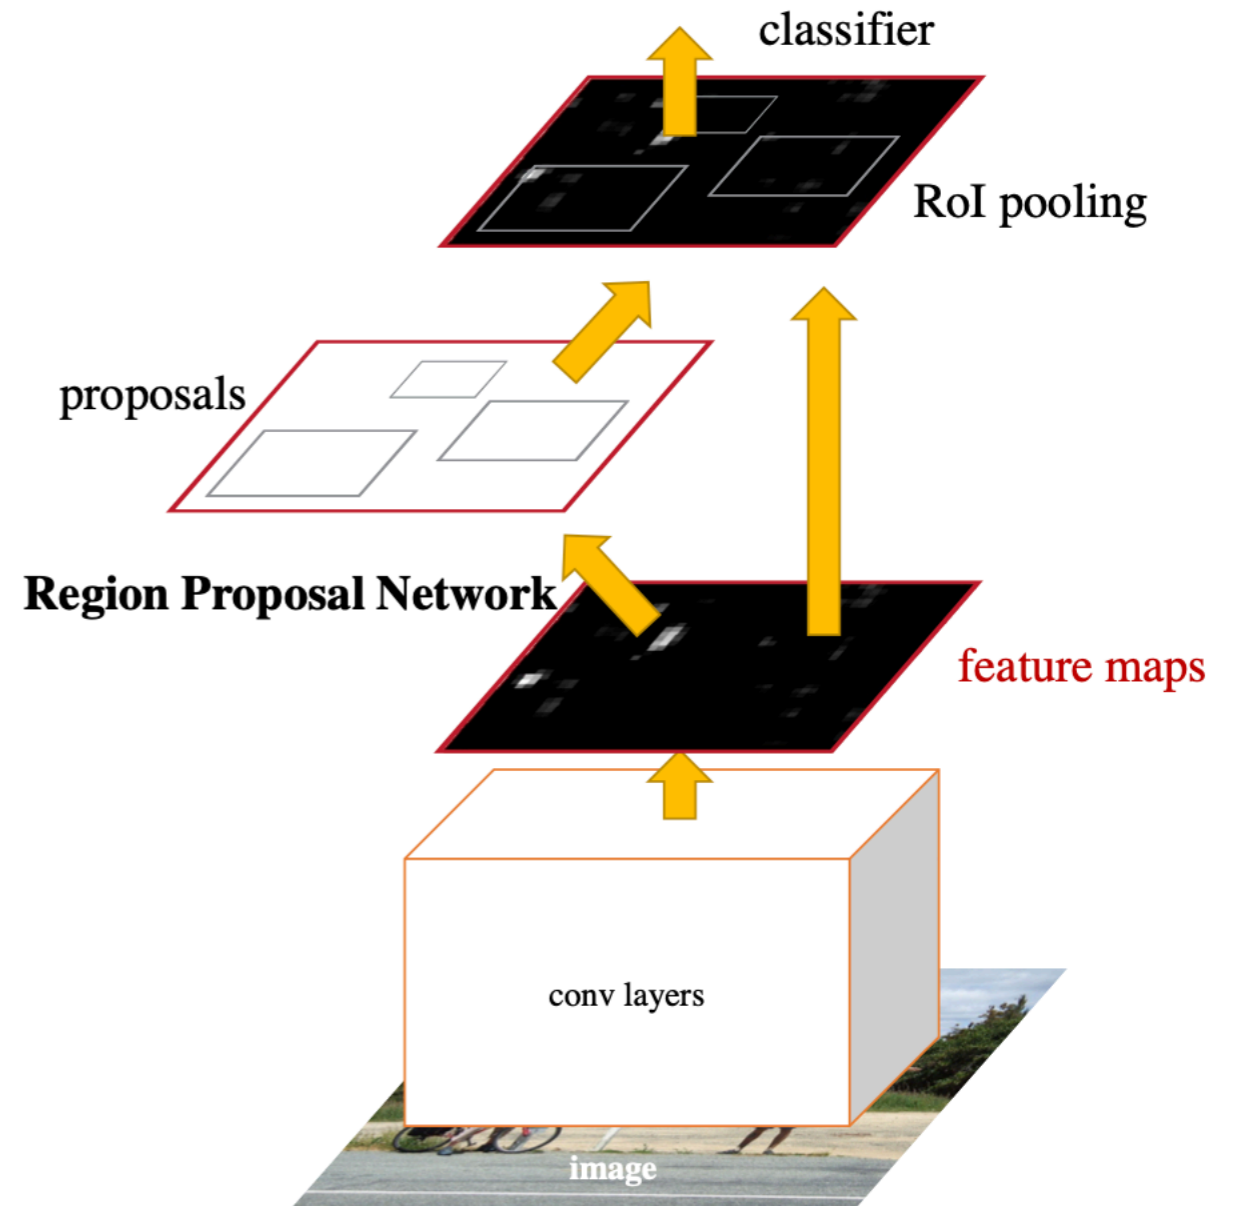 classifier
RoI pooling
proposals
Region Proposal Network
feature maps
conv layers
image